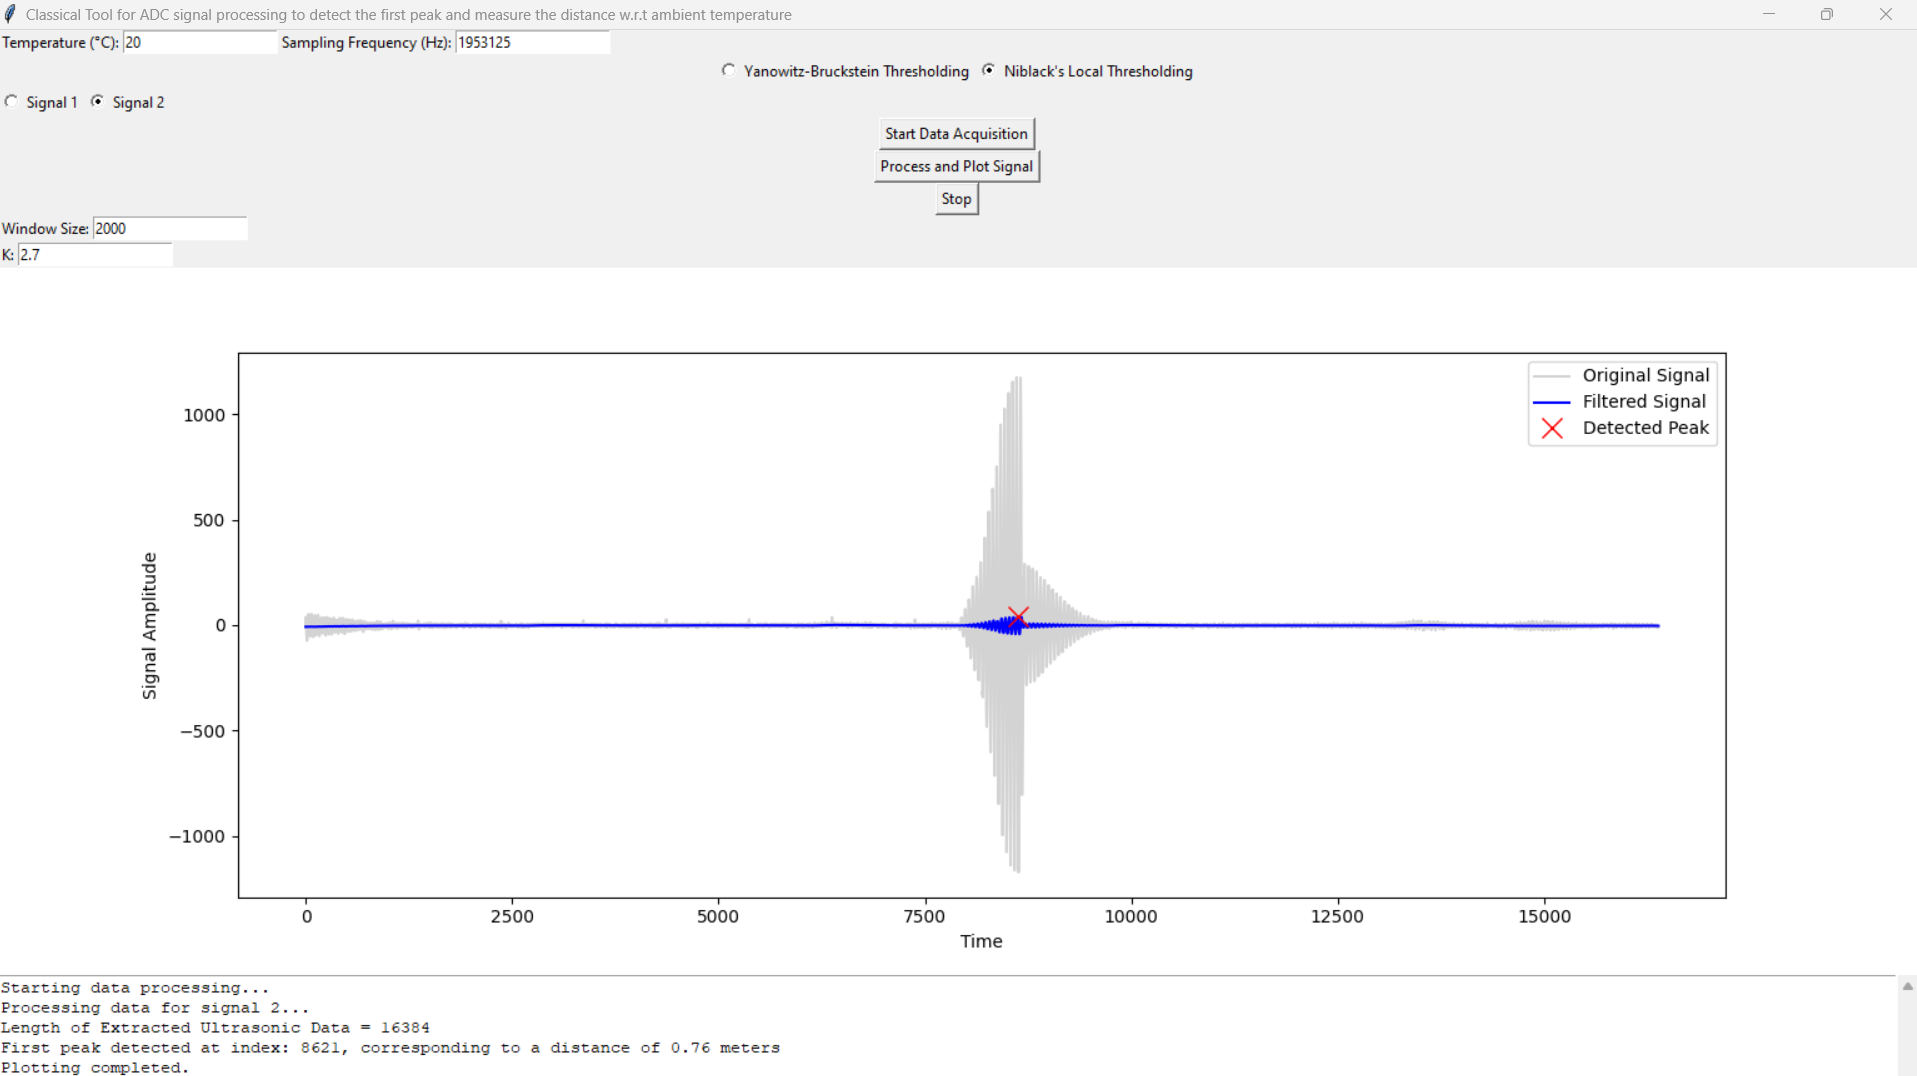 Classical Tool for ADC signal processing to detect the first peak and measure the distance w.r.t ambient temperature
Temperature (°C): 20 Sampling Frequency (Hz): 1953125
Yanowitz-Bruckstein Thresholding Niblack's Local Thresholding
Signal 1 Signal 2
Start Data Acquisition
Process and Plot Signal
Stop
Window Size: 2000
K: 2.7
Original Signal
Filtered Signal
Detected Peak
1000
500
0
−500
−1000
Signal Amplitude
0 2500 5000 7500 10000 12500 15000
Time
Starting data processing...
Processing data for signal 2...
Length of Extracted Ultrasonic Data = 16384
First peak detected at index: 8621, corresponding to a distance of 0.76 meters
Plotting completed.